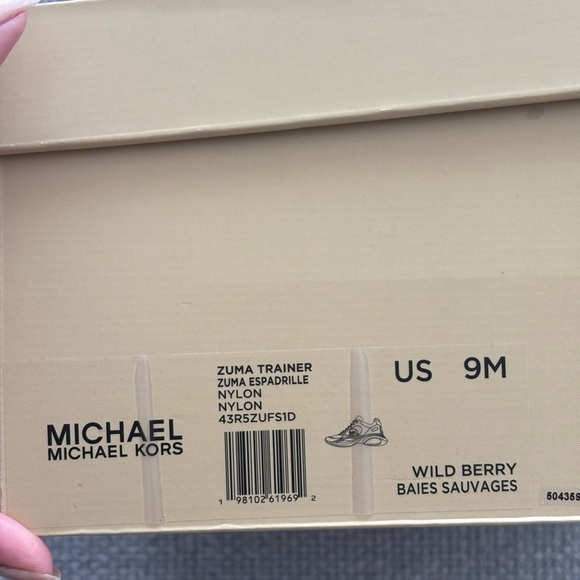 MICHAEL
MICHAEL KORS
ZUMA TRAINER
ZUMA ESPADRILLE
NYLON
NYLON
43R5ZUFS1D
1 98102 61969 2
US 9M
WILD BERRY
BAIES SAUVAGES